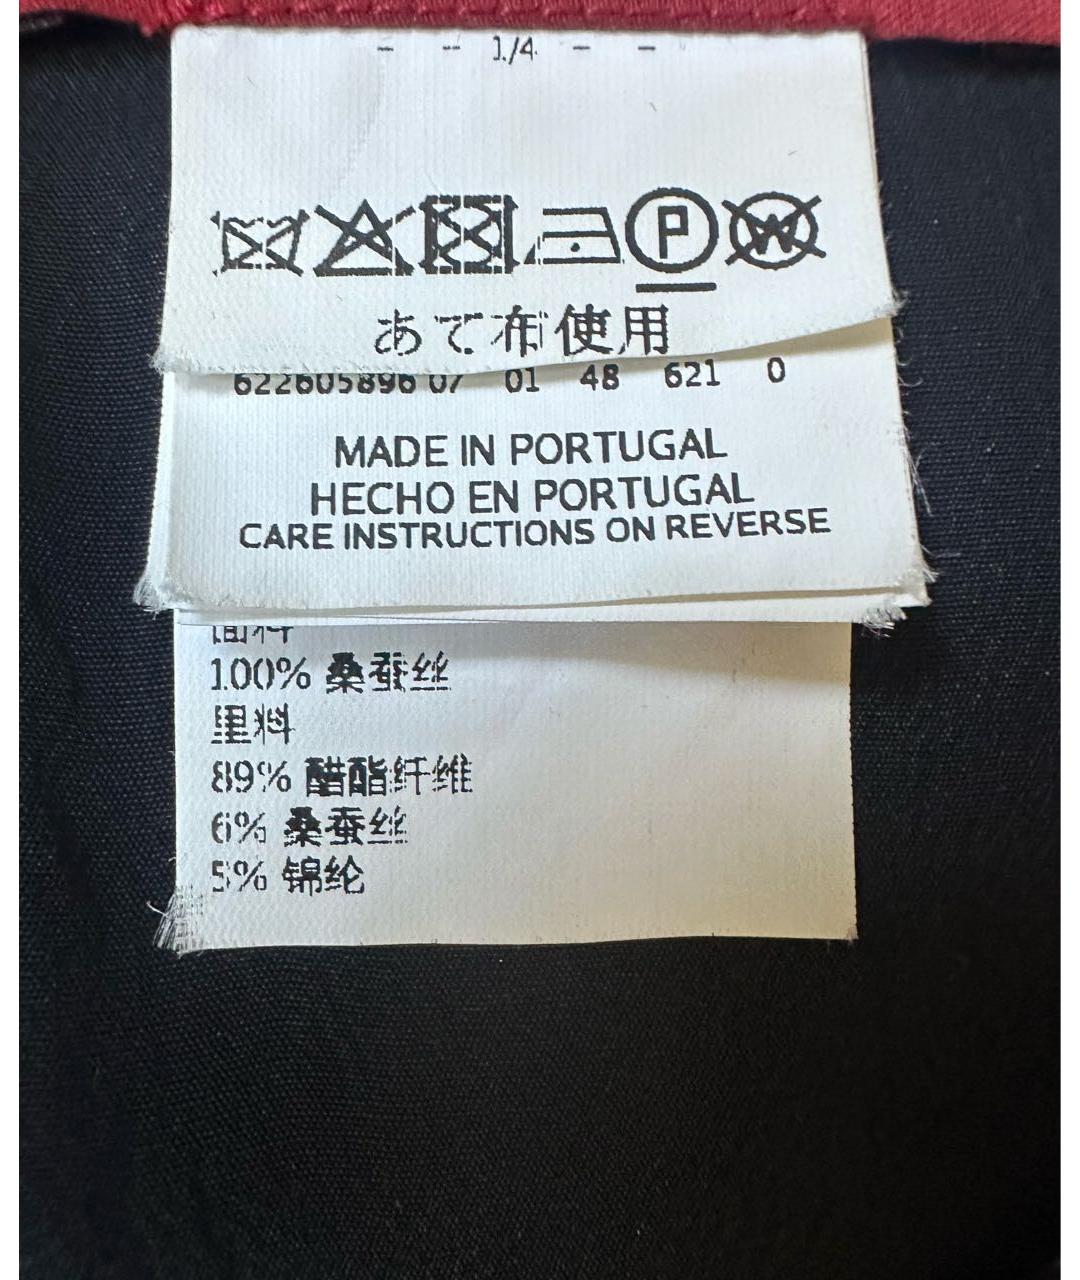 - - 1/4 - -
P W
あて布使用
622605896 07 01 48 621 0
MADE IN PORTUGAL
HECHO EN PORTUGAL
CARE INSTRUCTIONS ON REVERSE
面料
100% 桑蚕丝
里料
89% 醋酯纤维
6% 桑蚕丝
5% 锦纶